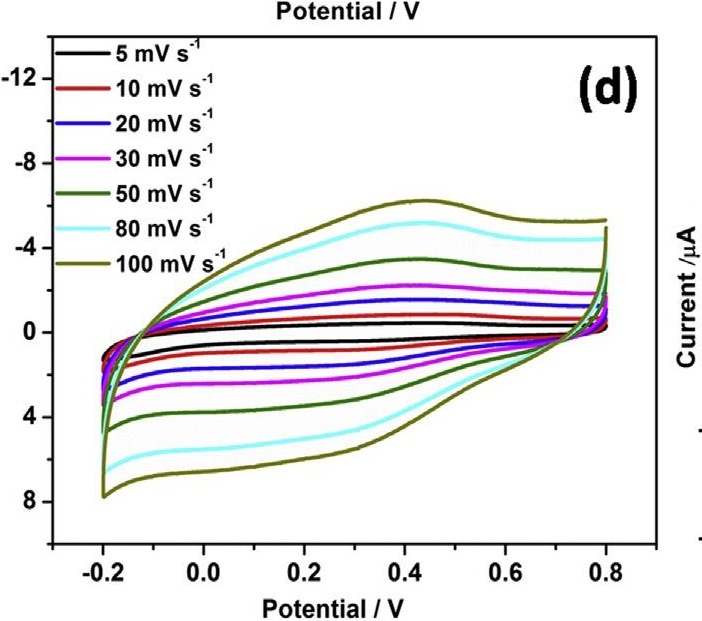 Potential / V
5 mV s⁻¹
10 mV s⁻¹
20 mV s⁻¹
30 mV s⁻¹
50 mV s⁻¹
80 mV s⁻¹
100 mV s⁻¹
(d)
-12
-8
-4
0
4
8
-0.2 0.0 0.2 0.4 0.6 0.8
Potential / V
Current /μA